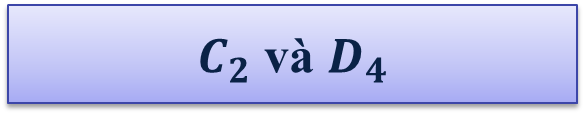 C₂ và D₄